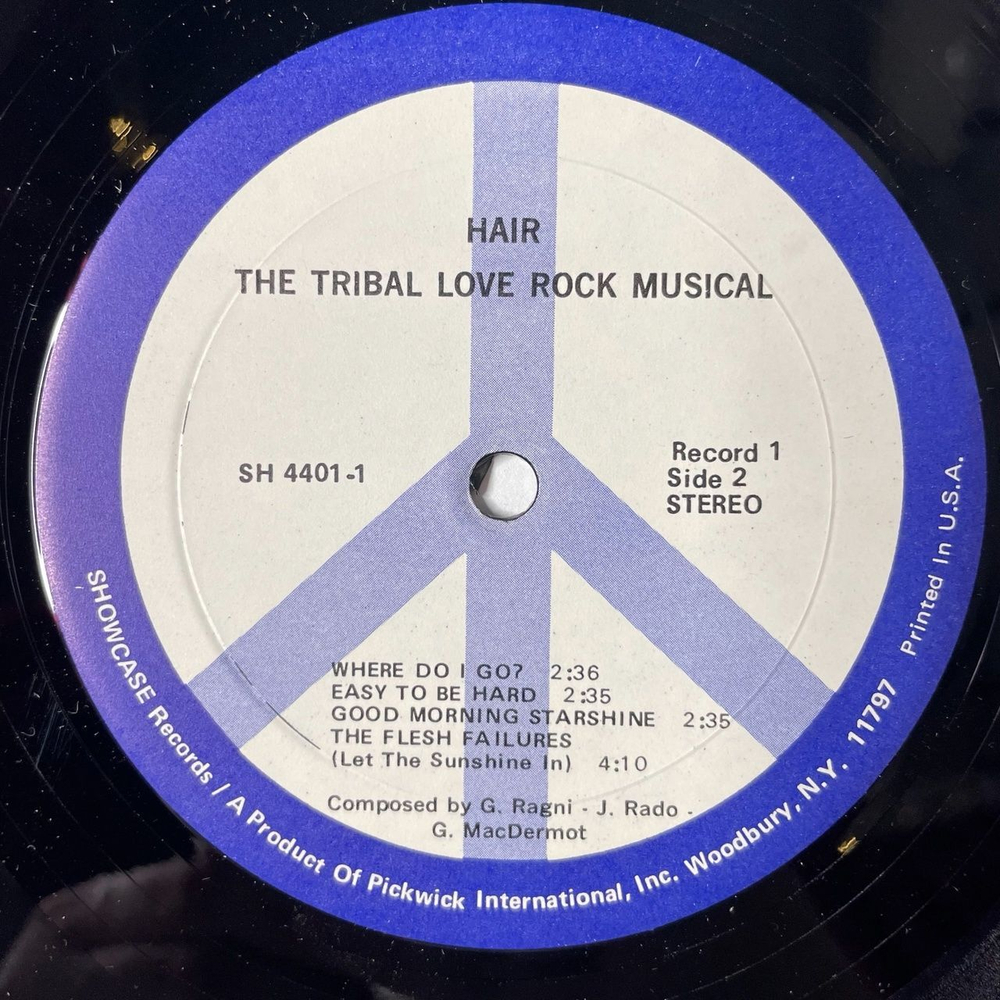 HAIR
THE TRIBAL LOVE ROCK MUSICAL
SH 4401-1
Record 1
Side 2
STEREO
WHERE DO I GO? 2:36
EASY TO BE HARD 2:35
GOOD MORNING STARSHINE 2:35
THE FLESH FAILURES
(Let The Sunshine In) 4:10
Composed by G. Ragni - J. Rado -
G. MacDermot
SHOWCASE Records / A Product Of Pickwick International, Inc. Woodbury, N.Y. 11797
Printed In U.S.A.